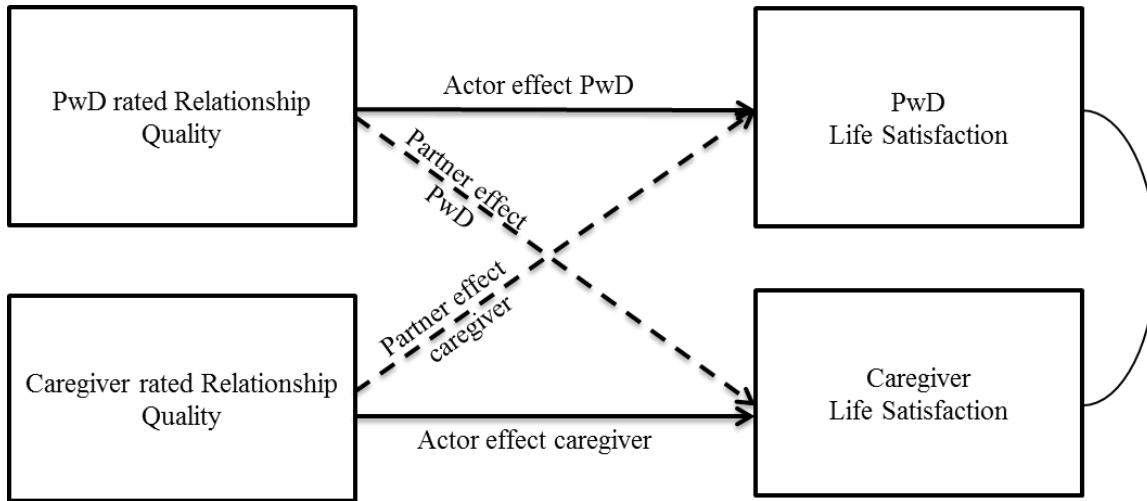 PwD rated Relationship
Quality
Actor effect PwD
PwD
Life Satisfaction
Partner effect
PwD
Partner effect
caregiver
Caregiver rated Relationship
Quality
Actor effect caregiver
Caregiver
Life Satisfaction